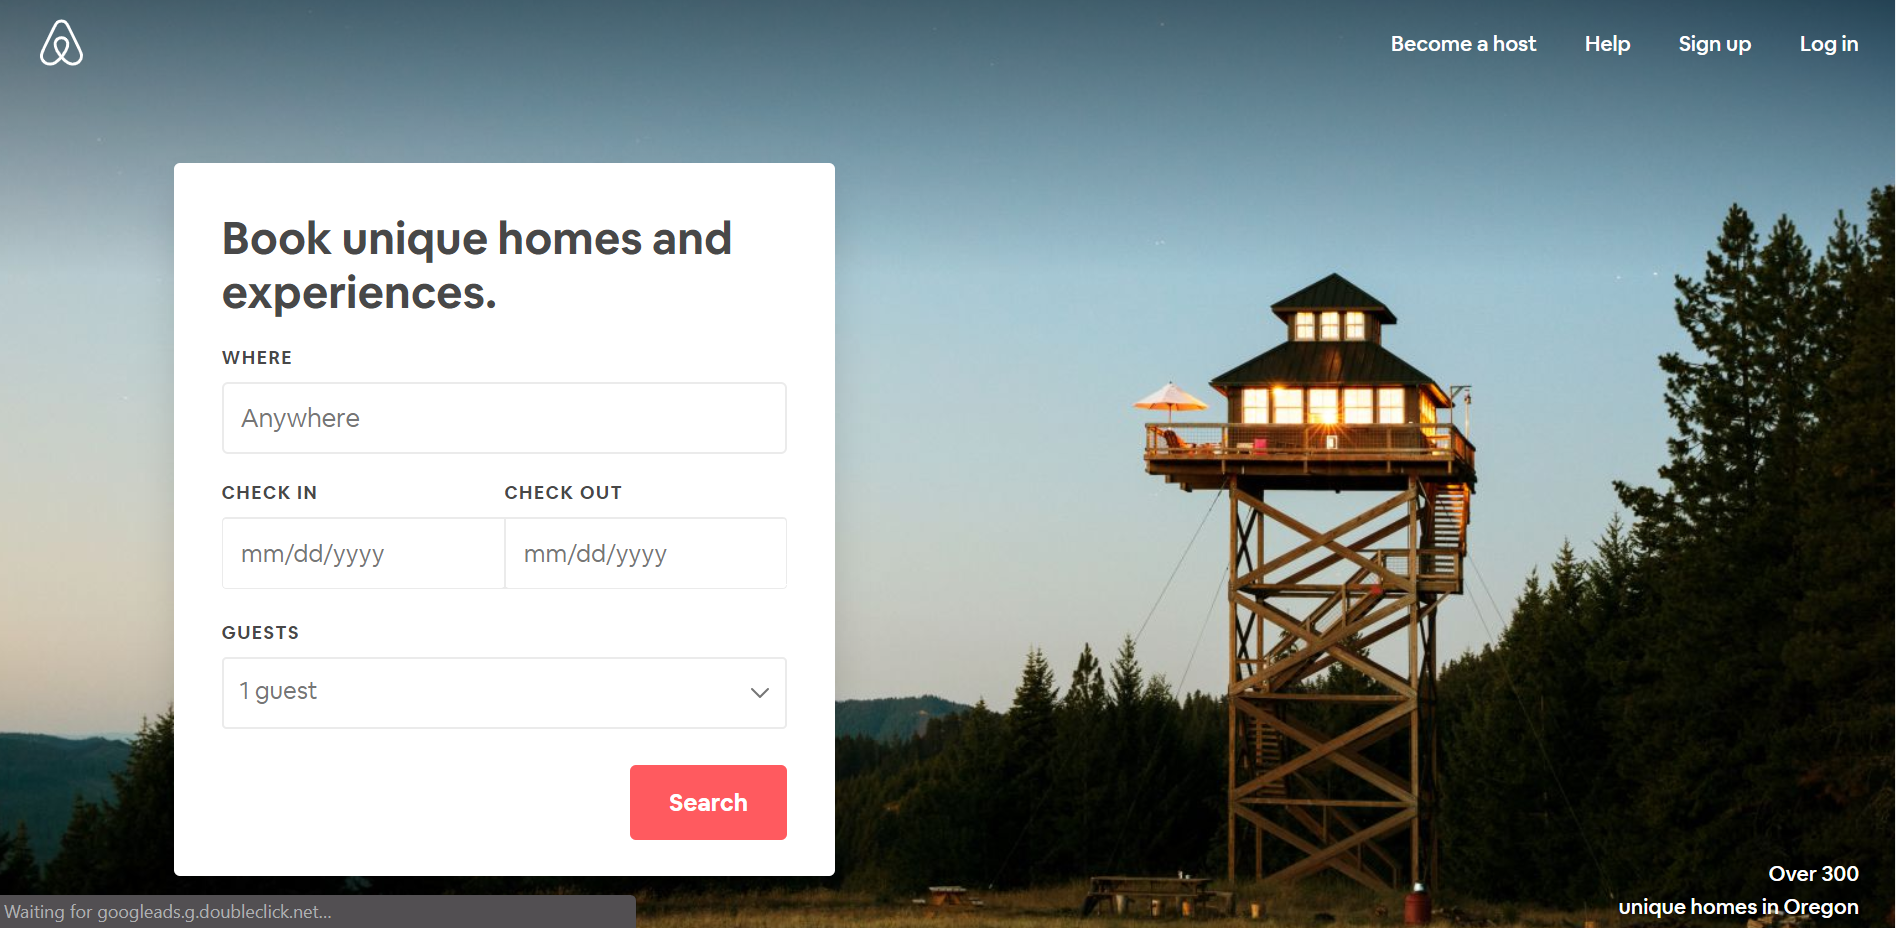 Become a host
Help
Sign up
Log in
Book unique homes and
experiences.
WHERE
Anywhere
CHECK IN
CHECK OUT
mm/dd/yyyy
mm/dd/yyyy
GUESTS
1 guest
Search
Over 300
unique homes in Oregon
Waiting for googleads.g.doubleclick.net...